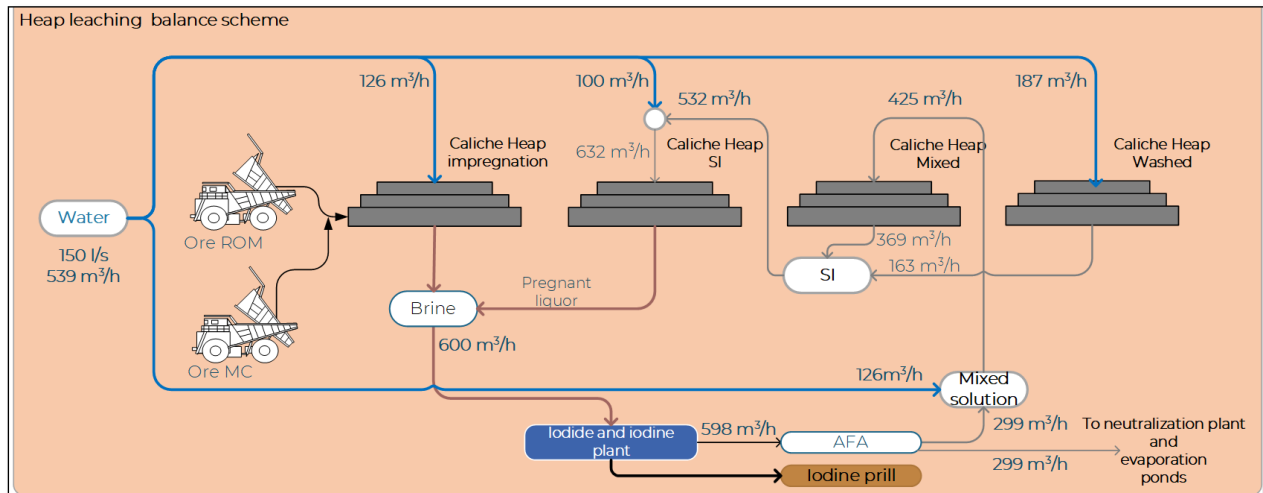 Heap leaching balance scheme
126 m³/h
100 m³/h
532 m³/h
425 m³/h
187 m³/h
Caliche Heap
impregnation
632 m³/h
Caliche Heap
SI
Caliche Heap
Mixed
Caliche Heap
Washed
Water
150 l/s
539 m³/h
Ore ROM
369 m³/h
SI
163 m³/h
Pregnant
liquor
Brine
600 m³/h
Ore MC
126m³/h
Mixed
solution
Iodide and iodine
plant
598 m³/h
AFA
299 m³/h
299 m³/h
To neutralization plant
and
evaporation
ponds
Iodine prill